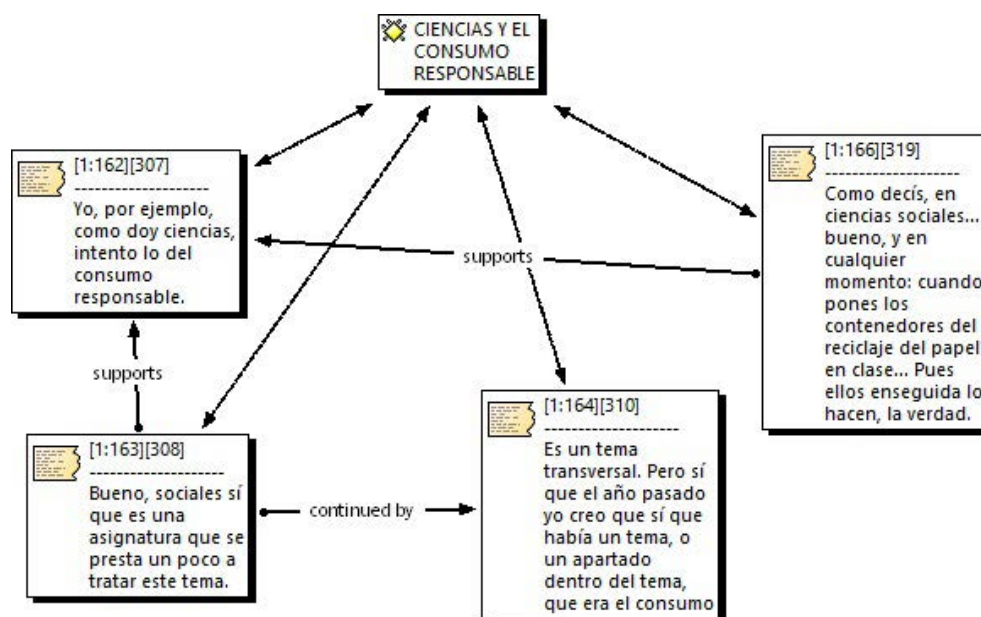 CIENCIAS Y EL
CONSUMO
RESPONSABLE
[1:162][307]
--------------------
Yo, por ejemplo,
como doy ciencias,
intento lo del
consumo
responsable.
[1:166][319]
--------------------
Como decís, en
ciencias sociales...
bueno, y en
cualquier
momento: cuando
pones los
contenedores del
reciclaje del papel
en clase... Pues
ellos enseguida lo
hacen, la verdad.
supports
supports
[1:163][308]
--------------------
Bueno, sociales sí
que es una
asignatura que se
presta un poco a
tratar este tema.
continued by
[1:164][310]
--------------------
Es un tema
transversal. Pero sí
que el año pasado
yo creo que sí que
había un tema, o
un apartado
dentro del tema,
que era el consumo